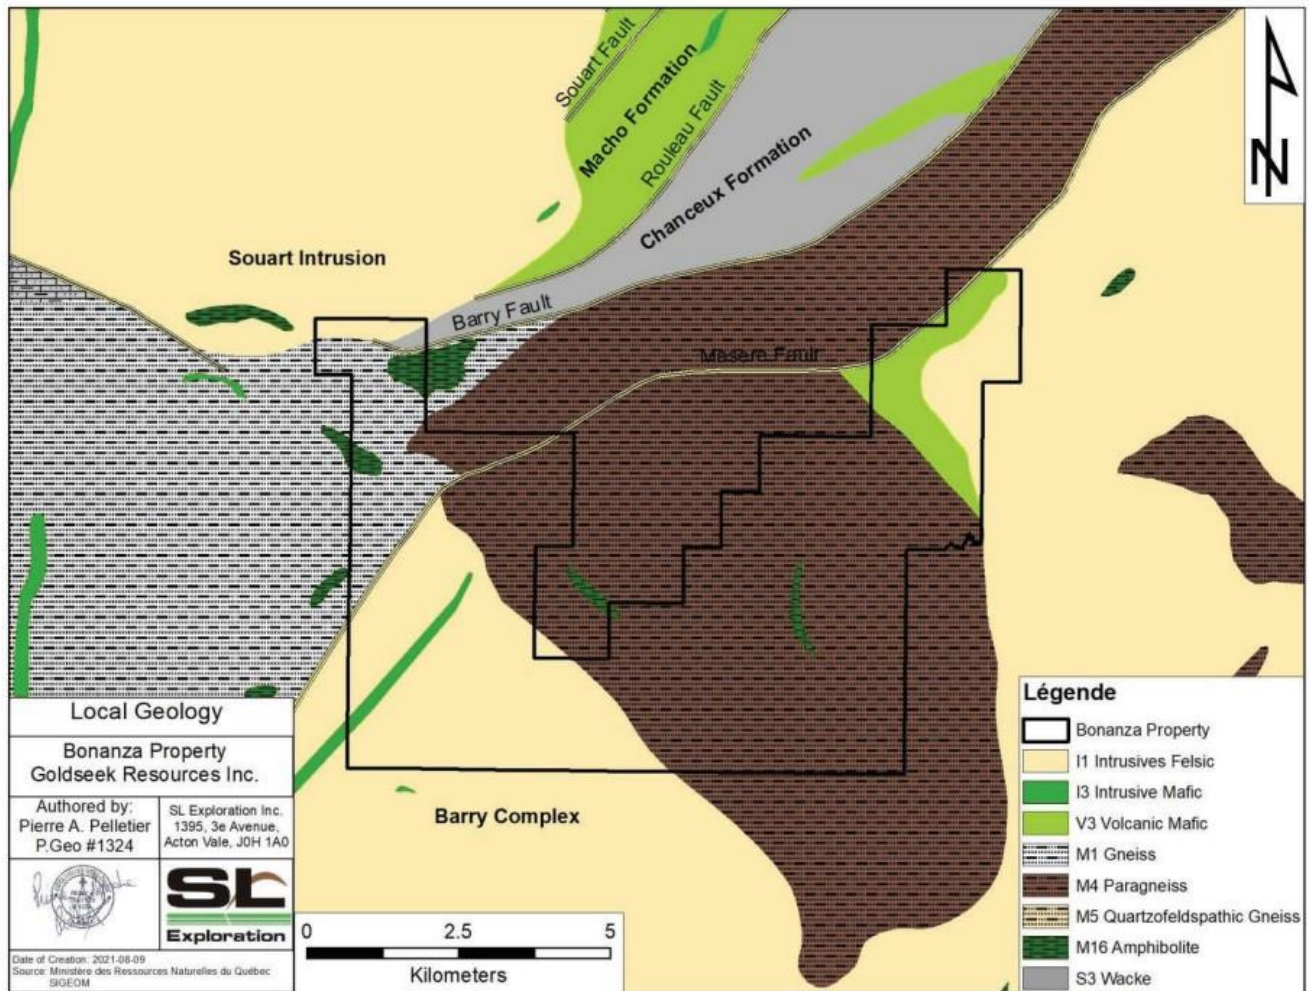 Souart Fault
Macho Formation
Rouleau Fault
Chanceux Formation
N
Souart Intrusion
Barry Fault
Masere Fault
Barry Complex
Local Geology
Bonanza Property
Goldseek Resources Inc.
Authored by:
Pierre A. Pelletier
P.Geo #1324
SL Exploration Inc.
1395, 3e Avenue,
Acton Vale, J0H 1A0
SL
Exploration
Date of Creation: 2021-08-09
Source: Ministère des Ressources Naturelles du Québec
SIGEOM
0 2.5 5
Kilometers
Légende
Bonanza Property
I1 Intrusives Felsic
I3 Intrusive Mafic
V3 Volcanic Mafic
M1 Gneiss
M4 Paragneiss
M5 Quartzofeldspathic Gneiss
M16 Amphibolite
S3 Wacke